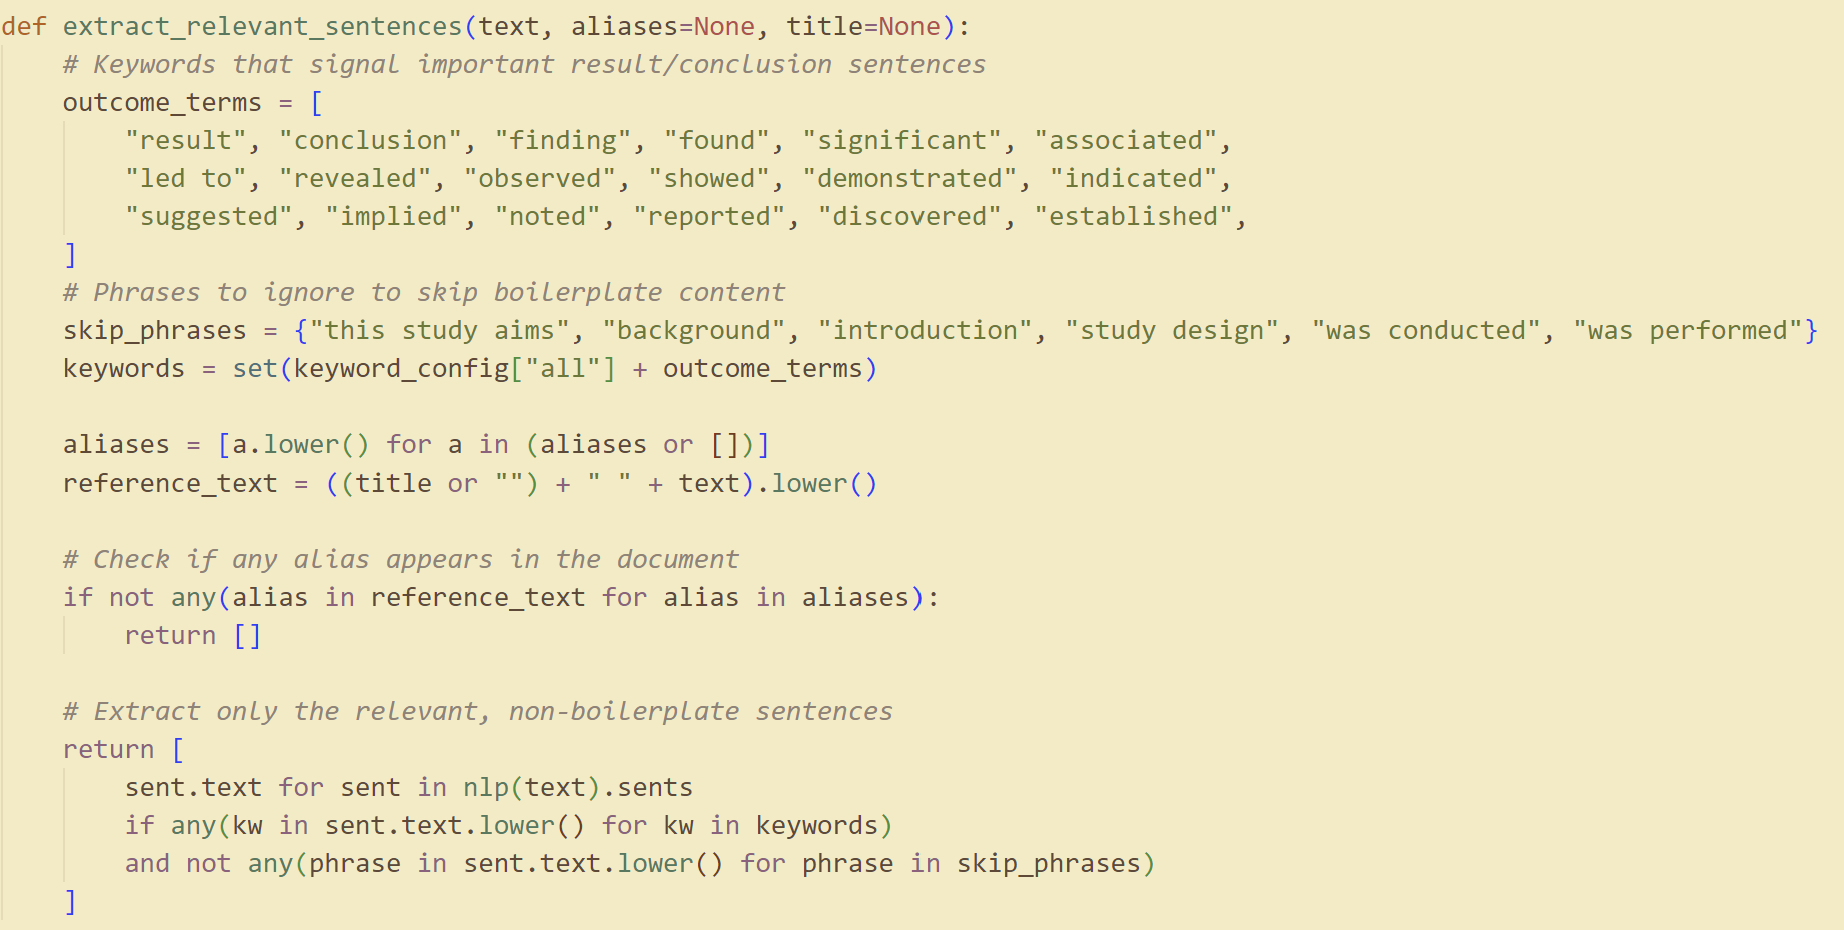 def extract_relevant_sentences(text, aliases=None, title=None):
    # Keywords that signal important result/conclusion sentences
    outcome_terms = [
        "result", "conclusion", "finding", "found", "significant", "associated",
        "led to", "revealed", "observed", "showed", "demonstrated", "indicated",
        "suggested", "implied", "noted", "reported", "discovered", "established",
    ]
    # Phrases to ignore to skip boilerplate content
    skip_phrases = {"this study aims", "background", "introduction", "study design", "was conducted", "was performed"}
    keywords = set(keyword_config["all"] + outcome_terms)

    aliases = [a.lower() for a in (aliases or [])]
    reference_text = ((title or "") + " " + text).lower()

    # Check if any alias appears in the document
    if not any(alias in reference_text for alias in aliases):
        return []

    # Extract only the relevant, non-boilerplate sentences
    return [
        sent.text for sent in nlp(text).sents
        if any(kw in sent.text.lower() for kw in keywords)
        and not any(phrase in sent.text.lower() for phrase in skip_phrases)
    ]